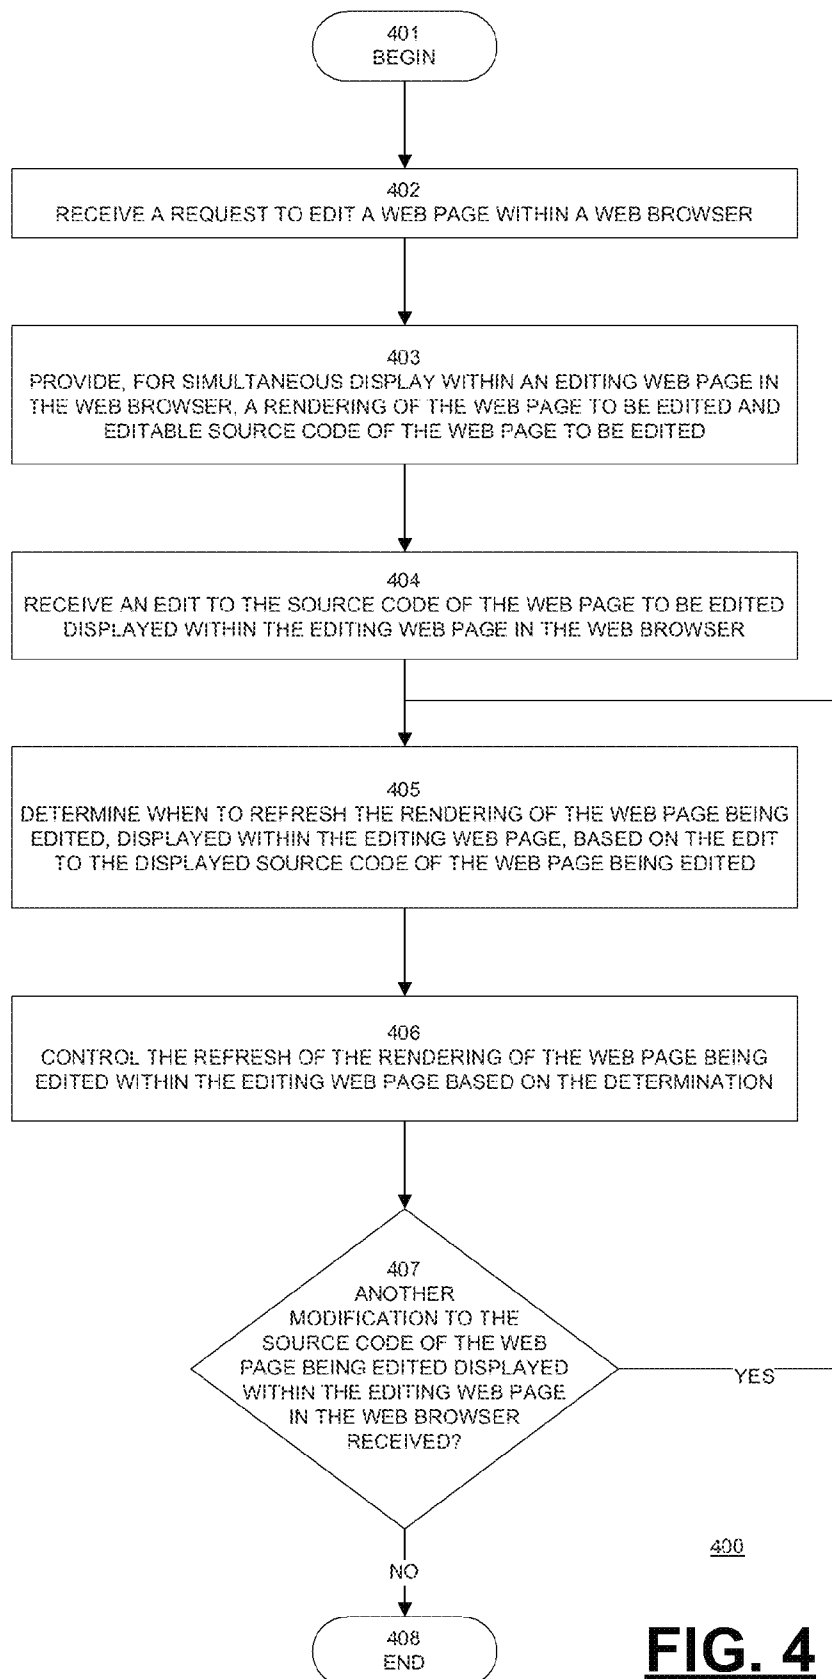 401
BEGIN
402
RECEIVE A REQUEST TO EDIT A WEB PAGE WITHIN A WEB BROWSER
403
PROVIDE, FOR SIMULTANEOUS DISPLAY WITHIN AN EDITING WEB PAGE IN
THE WEB BROWSER, A RENDERING OF THE WEB PAGE TO BE EDITED AND
EDITABLE SOURCE CODE OF THE WEB PAGE TO BE EDITED
404
RECEIVE AN EDIT TO THE SOURCE CODE OF THE WEB PAGE TO BE EDITED
DISPLAYED WITHIN THE EDITING WEB PAGE IN THE WEB BROWSER
405
DETERMINE WHEN TO REFRESH THE RENDERING OF THE WEB PAGE BEING
EDITED, DISPLAYED WITHIN THE EDITING WEB PAGE, BASED ON THE EDIT
TO THE DISPLAYED SOURCE CODE OF THE WEB PAGE BEING EDITED
406
CONTROL THE REFRESH OF THE RENDERING OF THE WEB PAGE BEING
EDITED WITHIN THE EDITING WEB PAGE BASED ON THE DETERMINATION
407
ANOTHER
MODIFICATION TO THE
SOURCE CODE OF THE WEB
PAGE BEING EDITED DISPLAYED
WITHIN THE EDITING WEB PAGE
IN THE WEB BROWSER
RECEIVED?
YES
NO
400
408
END
FIG. 4